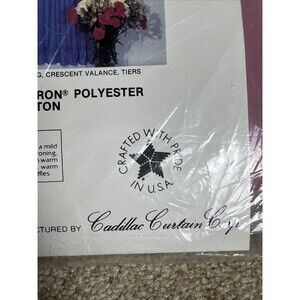 G, CRESCENT VALANCE, TIERS
RON® POLYESTER
TON
a mild
oning,
warm
warm
ffles.
CRAFTED WITH PRIDE
IN U.S.A.
CTURED BY Cadillac Curtain Corp